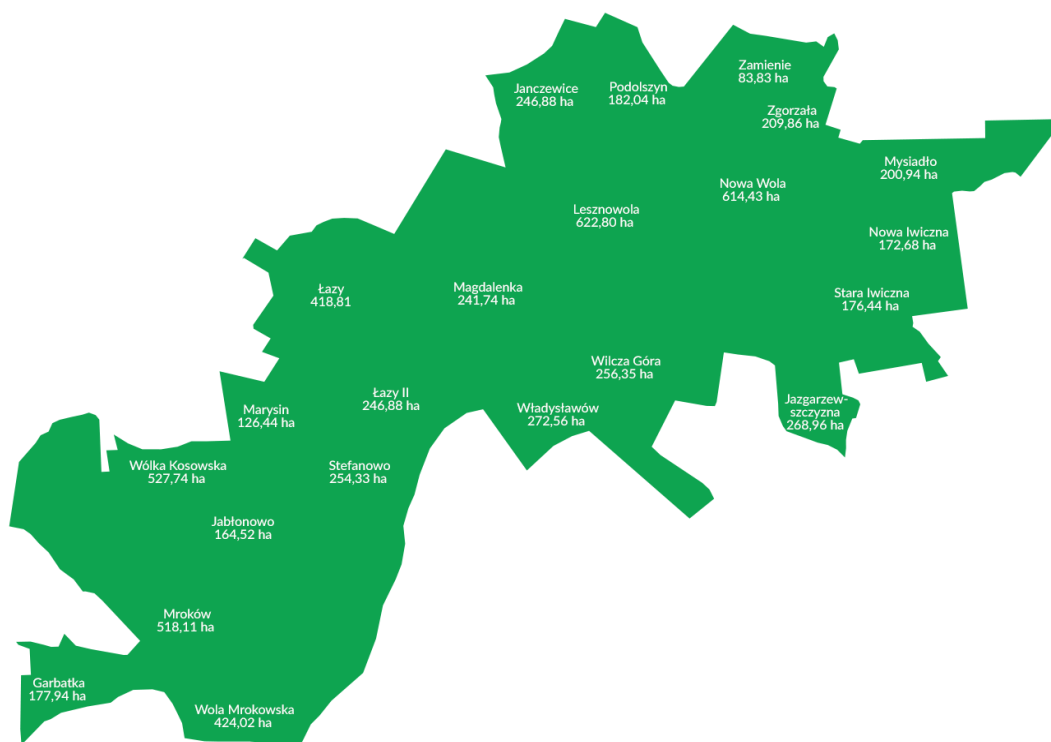 Zamienie
83,83 ha
Janczewice
246,88 ha
Podolszyn
182,04 ha
Zgorzała
209,86 ha
Mysiadło
200,94 ha
Nowa Wola
614,43 ha
Lesznowola
622,80 ha
Nowa Iwiczna
172,68 ha
Łazy
418,81
Magdalenka
241,74 ha
Stara Iwiczna
176,44 ha
Wilcza Góra
256,35 ha
Łazy II
246,88 ha
Jazgarzew-
szczyzna
268,96 ha
Marysin
126,44 ha
Władysławów
272,56 ha
Wólka Kosowska
527,74 ha
Stefanowo
254,33 ha
Jabłonowo
164,52 ha
Mroków
518,11 ha
Garbatka
177,94 ha
Wola Mrokowska
424,02 ha